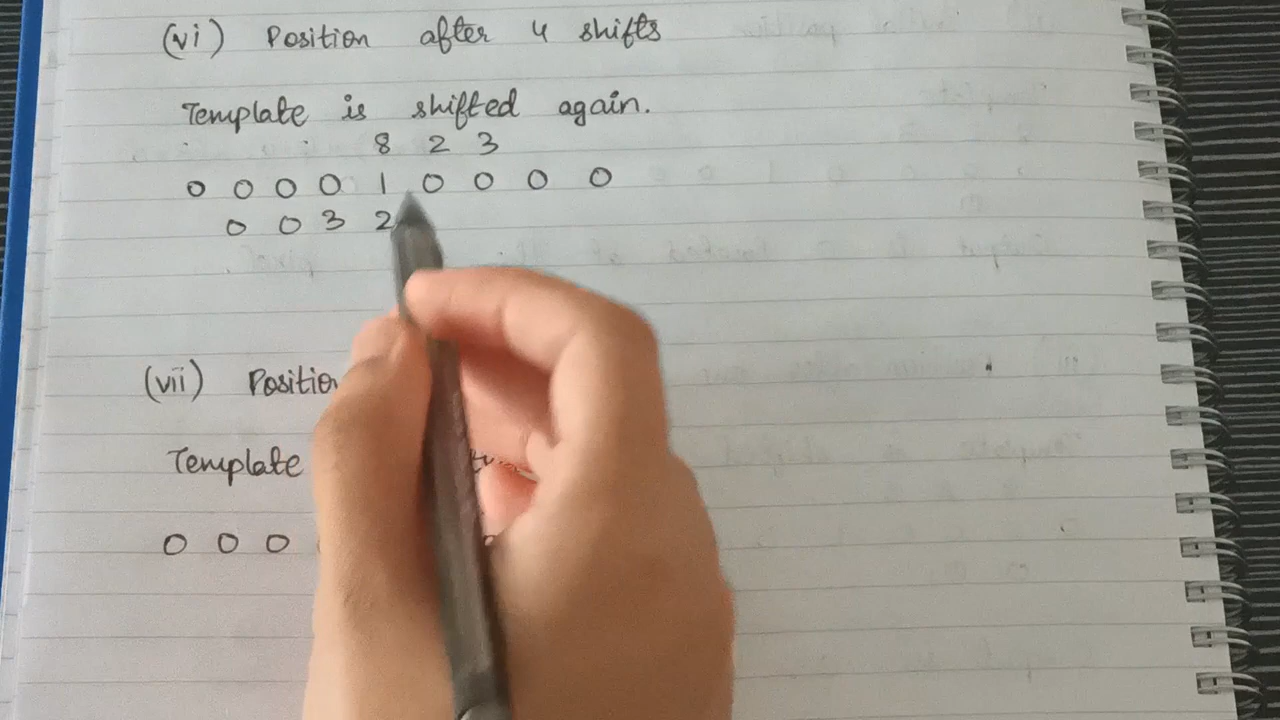 (vi) Position after 4 shifts
Template is shifted again.
8 2 3
0 0 0 0 1 0 0 0 0
0 0 3 2
(vii) Position
Template
0 0 0